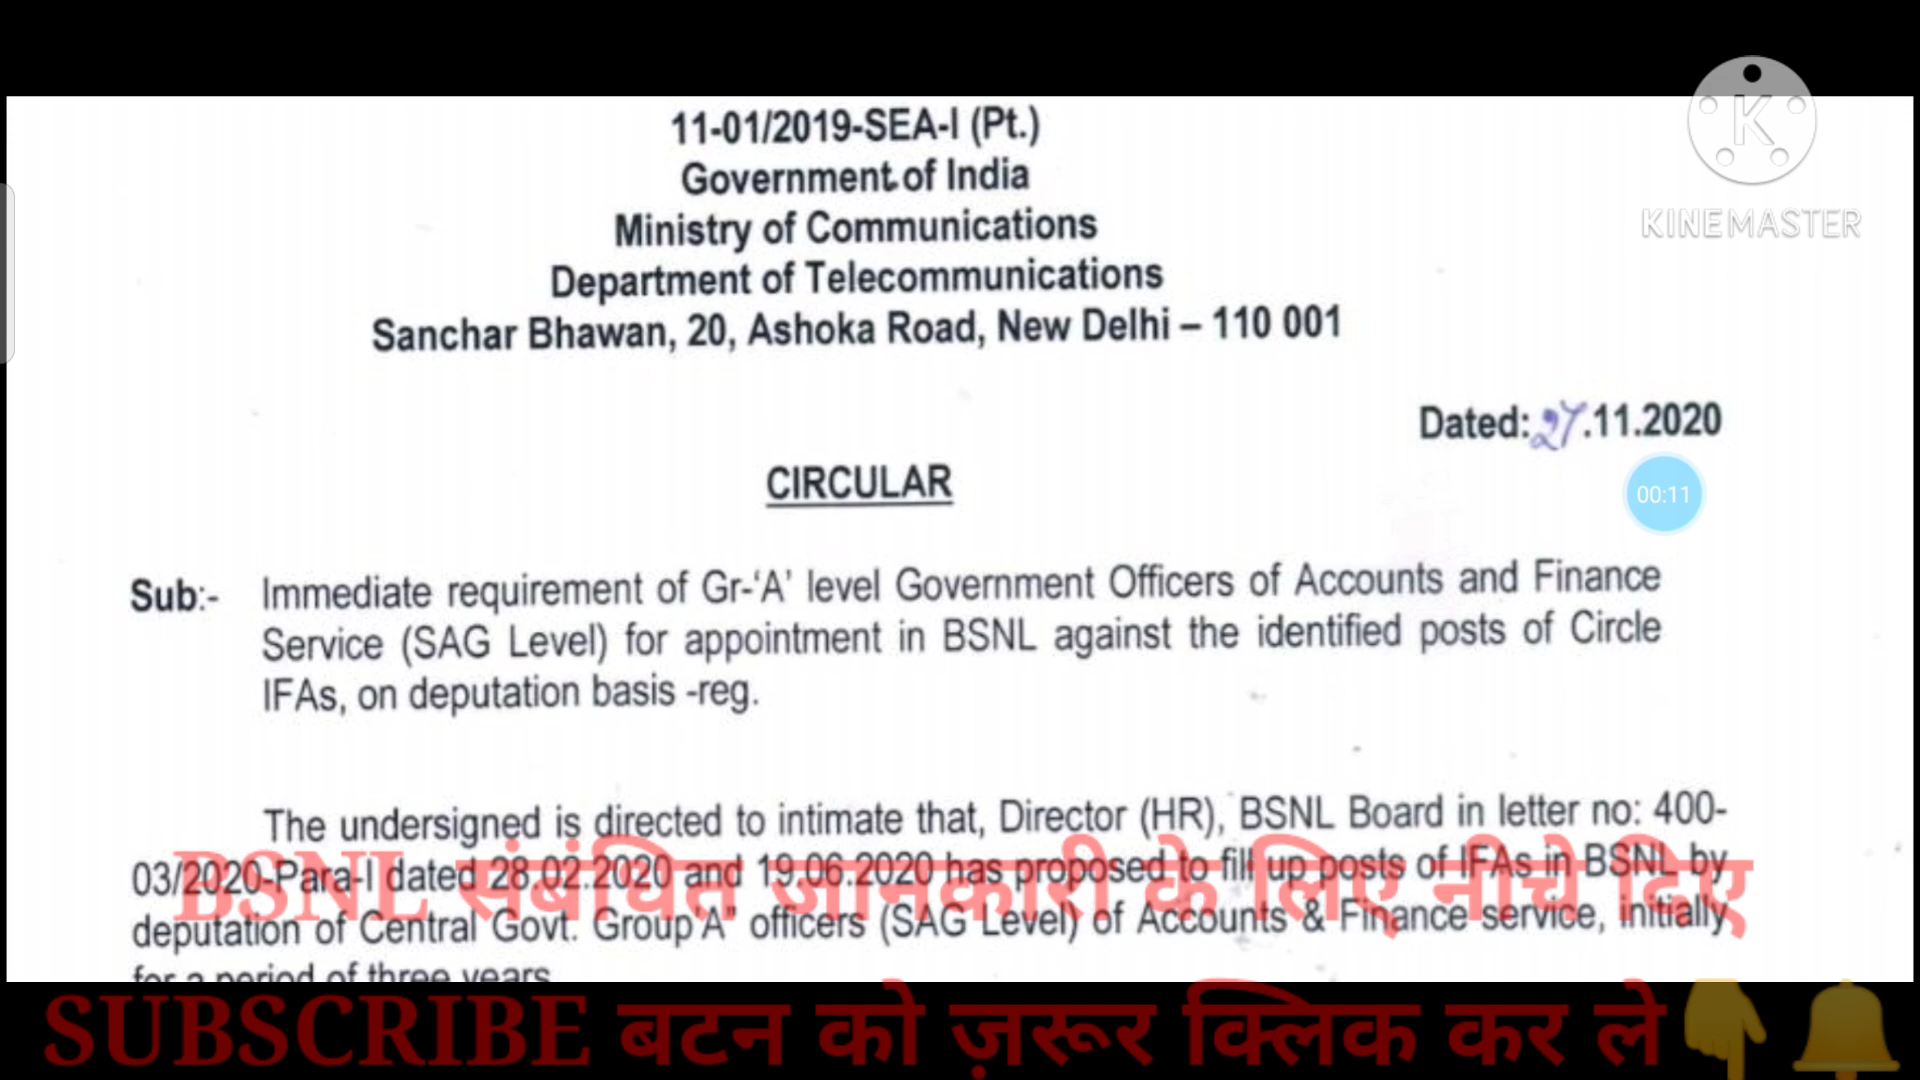 11-01/2019-SEA-I (Pt.)
Government of India
Ministry of Communications
Department of Telecommunications
Sanchar Bhawan, 20, Ashoka Road, New Delhi – 110 001
Dated: 27.11.2020
CIRCULAR
Sub:- Immediate requirement of Gr-‘A’ level Government Officers of Accounts and Finance
Service (SAG Level) for appointment in BSNL against the identified posts of Circle
IFAs, on deputation basis -reg.
The undersigned is directed to intimate that, Director (HR), BSNL Board in letter no: 400-
03/2020-Para-I dated 28.02.2020 and 19.06.2020 has proposed to fill up posts of IFAs in BSNL by
deputation of Central Govt. Group A" officers (SAG Level) of Accounts & Finance service, initially
for a period of three years
K
KINEMASTER
00:11
BSNL संबंधित जानकारी के लिए नीचे दिए
SUBSCRIBE बटन को ज़रूर क्लिक कर ले